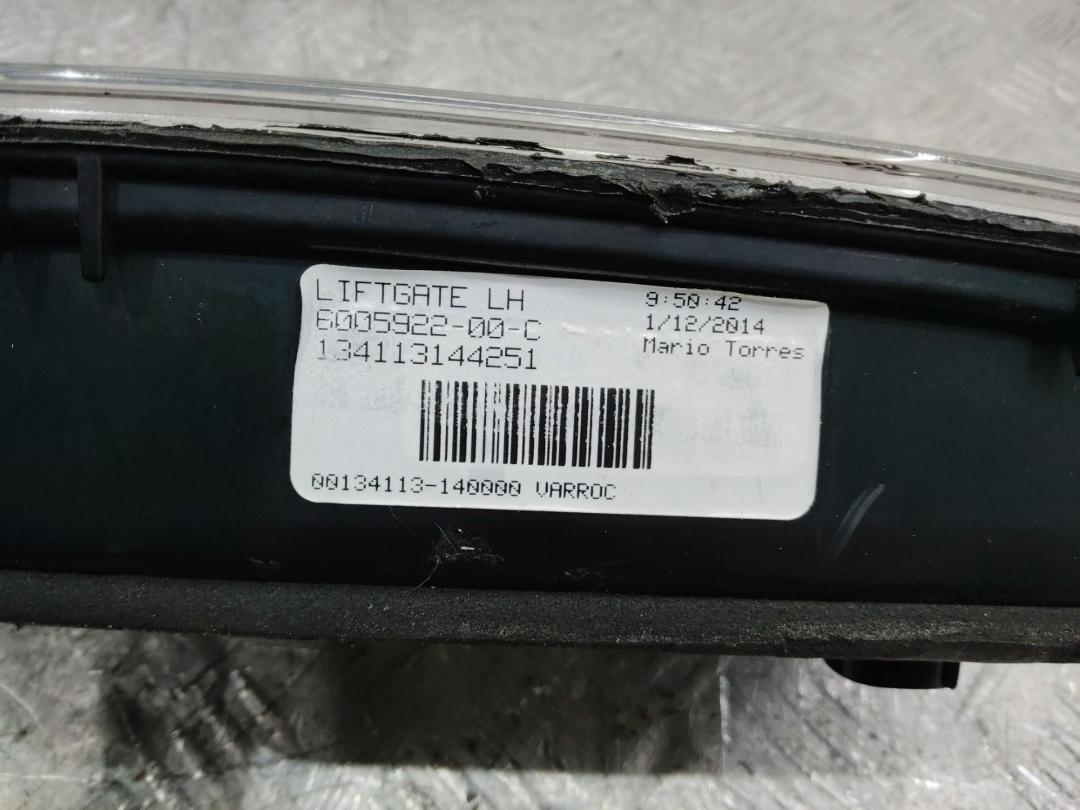 LIFTGATE LH
6005922-00-C
134113144251
9:50:42
1/12/2014
Mario Torres
00134113-140000 VARROC